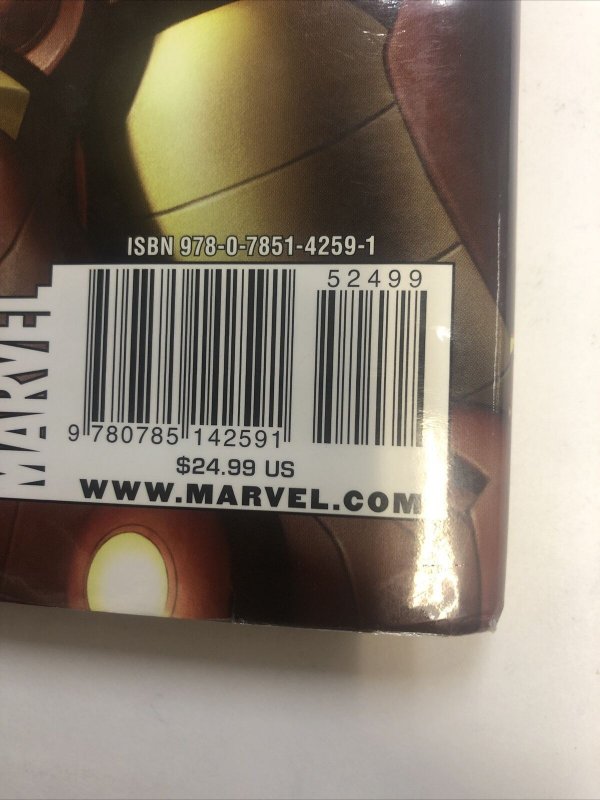 ISBN 978-0-7851-4259-1
52499
9 780785 142591
$24.99 US
WWW.MARVEL.COM
MARVEL